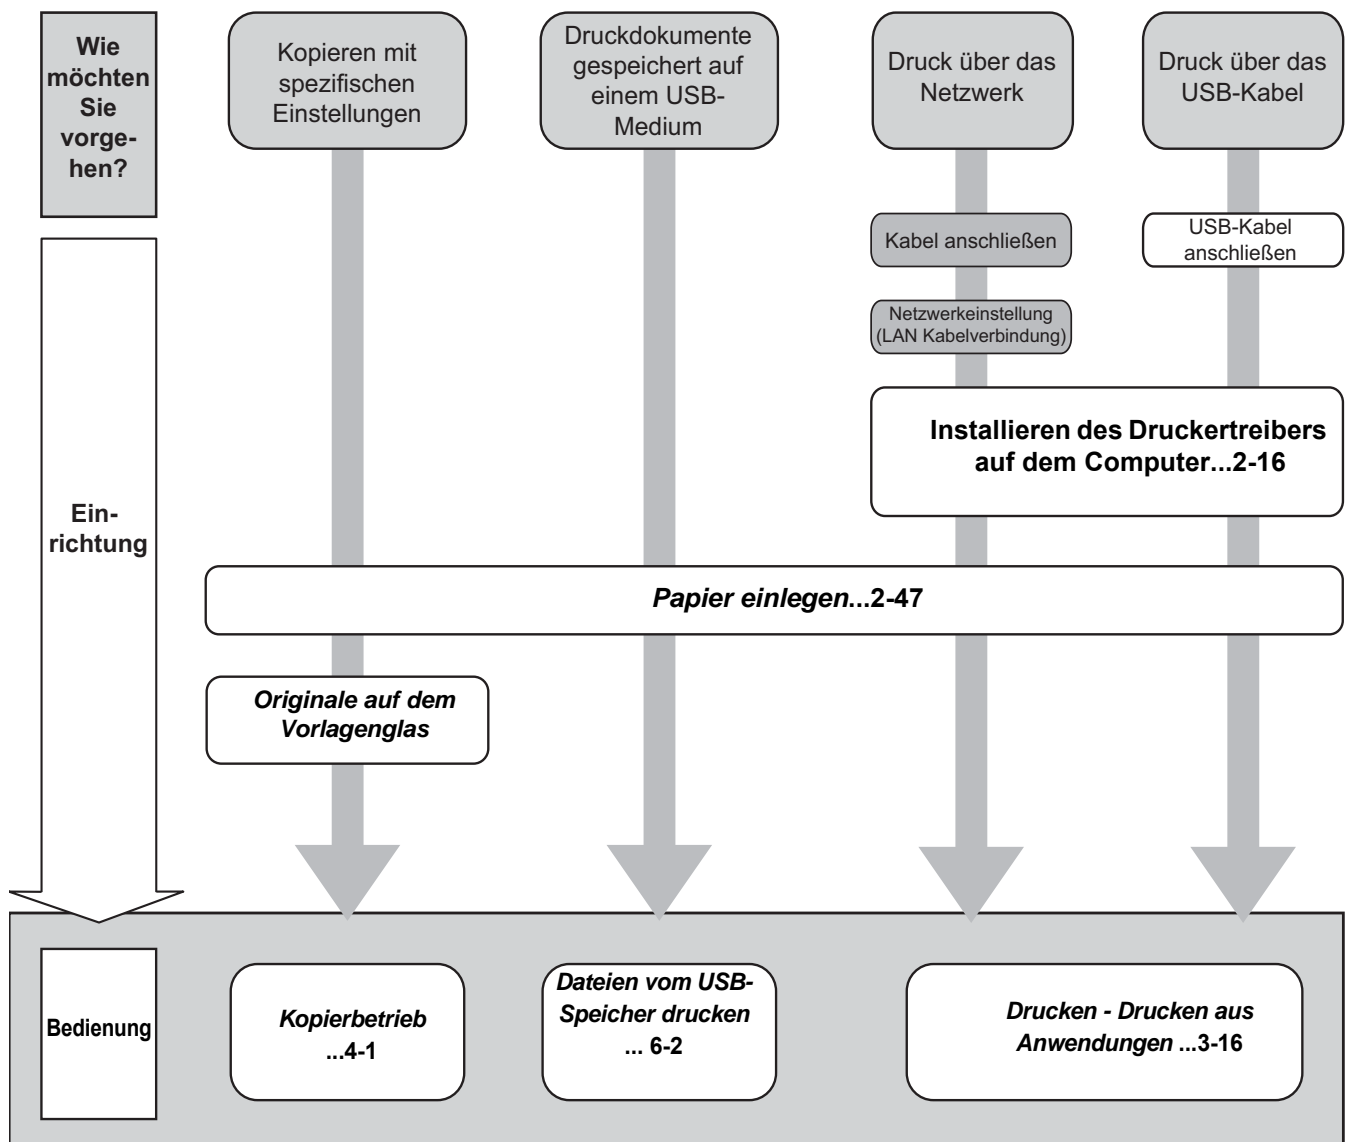 Wie
möchten
Sie
vorge-
hen?
Kopieren mit
spezifischen
Einstellungen
Druckdokumente
gespeichert auf
einem USB-
Medium
Druck über das
Netzwerk
Druck über das
USB-Kabel
Kabel anschließen
USB-Kabel
anschließen
Netzwerkeinstellung
(LAN Kabelverbindung)
Installieren des Druckertreibers
auf dem Computer...2-16
Ein-
richtung
Papier einlegen...2-47
Originale auf dem
Vorlagenglas
Bedienung
Kopierbetrieb
...4-1
Dateien vom USB-
Speicher drucken
... 6-2
Drucken - Drucken aus
Anwendungen ...3-16